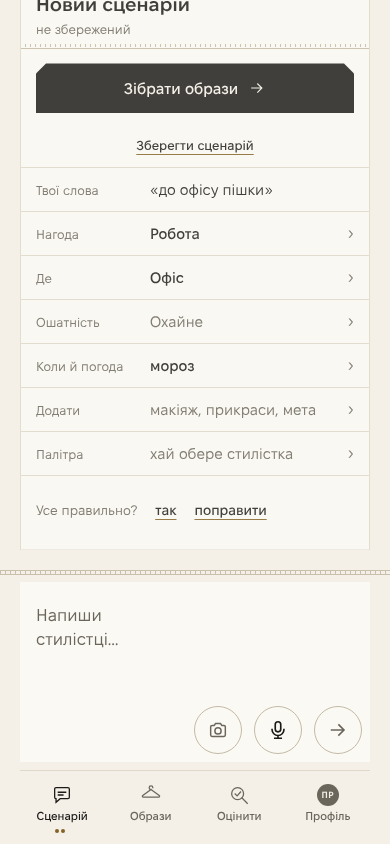 Новий сценарій
не збережений
Зібрати образи →
Зберегти сценарій
Твої слова «до офісу пішки»
Нагода Робота
Де Офіс
Ошатність Охайне
Коли й погода мороз
Додати макіяж, прикраси, мета
Палітра хай обере стилістка
Усе правильно? так поправити
Напиши
стилістці...
Сценарій Образи Оцінити ПР Профіль